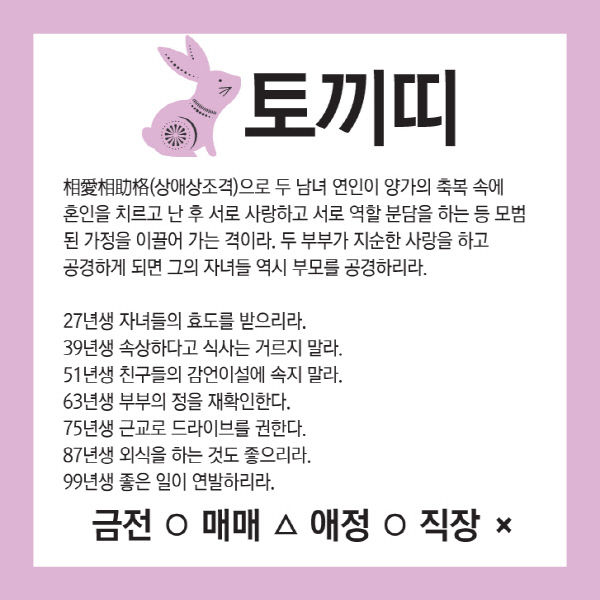 토끼띠
相愛相助格(상애상조격)으로 두 남녀 연인이 양가의 축복 속에
혼인을 치르고 난 후 서로 사랑하고 서로 역할 분담을 하는 등 모범
된 가정을 이끌어 가는 격이라. 두 부부가 지순한 사랑을 하고
공경하게 되면 그의 자녀들 역시 부모를 공경하리라.
27년생 자녀들의 효도를 받으리라.
39년생 속상하다고 식사는 거르지 말라.
51년생 친구들의 감언이설에 속지 말라.
63년생 부부의 정을 재확인한다.
75년생 근교로 드라이브를 권한다.
87년생 외식을 하는 것도 좋으리라.
99년생 좋은 일이 연발하리라.
금전 ○ 매매 △ 애정 ○ 직장 ×